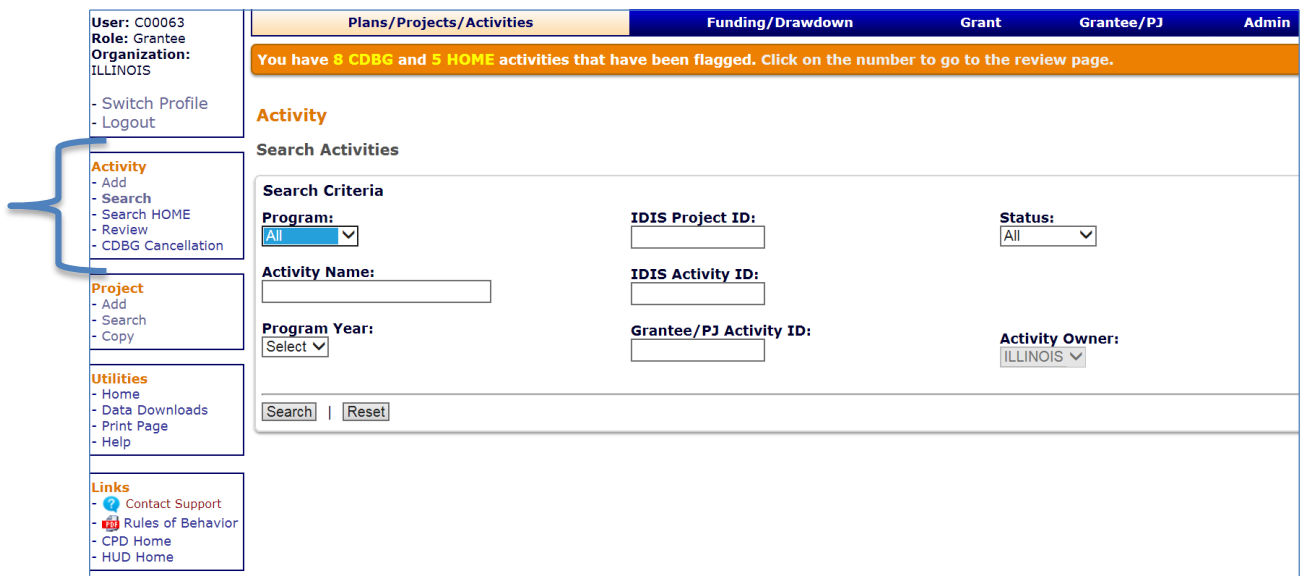 User: C00063
Role: Grantee
Organization:
ILLINOIS
- Switch Profile
- Logout
Activity
- Add
- Search
- Search HOME
- Review
- CDBG Cancellation
Project
- Add
- Search
- Copy
Utilities
- Home
- Data Downloads
- Print Page
- Help
Links
- ? Contact Support
- PDF Rules of Behavior
- CPD Home
- HUD Home
Plans/Projects/Activities Funding/Drawdown Grant Grantee/PJ Admin
You have 8 CDBG and 5 HOME activities that have been flagged. Click on the number to go to the review page.
Activity
Search Activities
Search Criteria
Program: IDIS Project ID: Status:
All All
Activity Name: IDIS Activity ID:
Program Year: Grantee/PJ Activity ID: Activity Owner:
Select ILLINOIS
Search | Reset